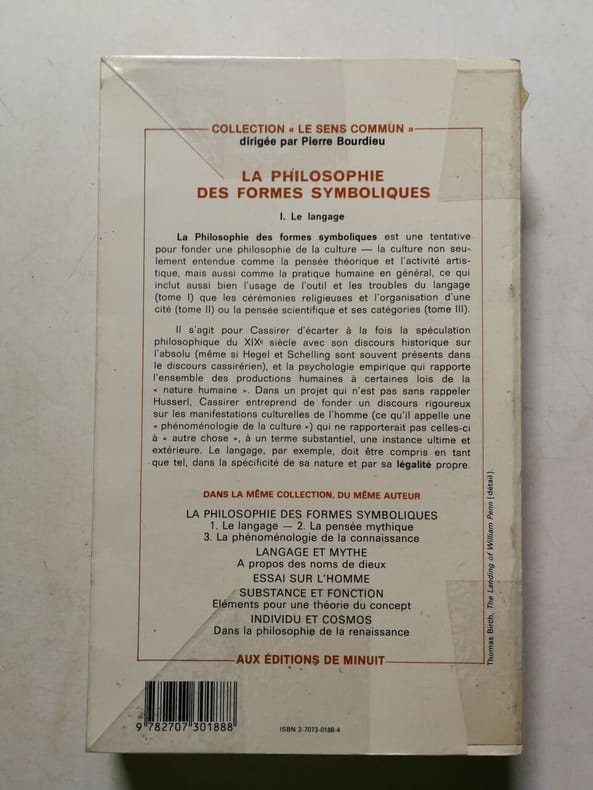 COLLECTION « LE SENS COMMUN »
dirigée par Pierre Bourdieu
LA PHILOSOPHIE
DES FORMES SYMBOLIQUES
I. Le langage
La Philosophie des formes symboliques est une tentative
pour fonder une philosophie de la culture — la culture non seu-
lement entendue comme la pensée théorique et l'activité artis-
tique, mais aussi comme la pratique humaine en général, ce qui
inclut aussi bien l'usage de l'outil et les troubles du langage
(tome I) que les cérémonies religieuses et l'organisation d'une
cité (tome II) ou la pensée scientifique et ses catégories (tome III).
Il s'agit pour Cassirer d'écarter à la fois la spéculation
philosophique du XIXe siècle avec son discours historique sur
l'absolu (même si Hegel et Schelling sont souvent présents dans
le discours cassirérien), et la psychologie empirique qui rapporte
l'ensemble des productions humaines à certaines lois de la
« nature humaine ». Dans un projet qui n'est pas sans rappeler
Husserl, Cassirer entreprend de fonder un discours rigoureux
sur les manifestations culturelles de l'homme (ce qu'il appelle une
« phénoménologie de la culture ») qui ne rapporterait pas celles-ci
à « autre chose », à un terme substantiel, une instance ultime et
extérieure. Le langage, par exemple, doit être compris en tant
que tel, dans la spécificité de sa nature et par sa légalité propre.
DANS LA MÊME COLLECTION, DU MÊME AUTEUR
LA PHILOSOPHIE DES FORMES SYMBOLIQUES
1. Le langage — 2. La pensée mythique
3. La phénoménologie de la connaissance
LANGAGE ET MYTHE
A propos des noms de dieux
ESSAI SUR L'HOMME
SUBSTANCE ET FONCTION
Eléments pour une théorie du concept
INDIVIDU ET COSMOS
Dans la philosophie de la renaissance
AUX ÉDITIONS DE MINUIT
Thomas Birch, The Landing of William Penn (détail).
9 782707 301888
ISBN 2-7073-0188-4